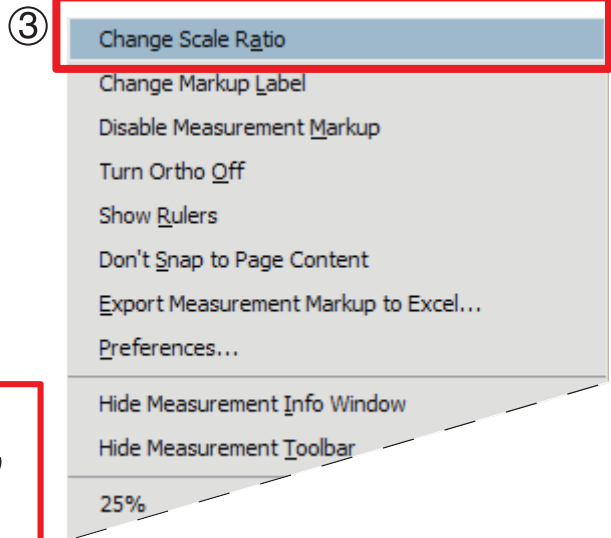 ③
Change Scale Ratio
Change Markup Label
Disable Measurement Markup
Turn Ortho Off
Show Rulers
Don't Snap to Page Content
Export Measurement Markup to Excel...
Preferences...
Hide Measurement Info Window
Hide Measurement Toolbar
25%